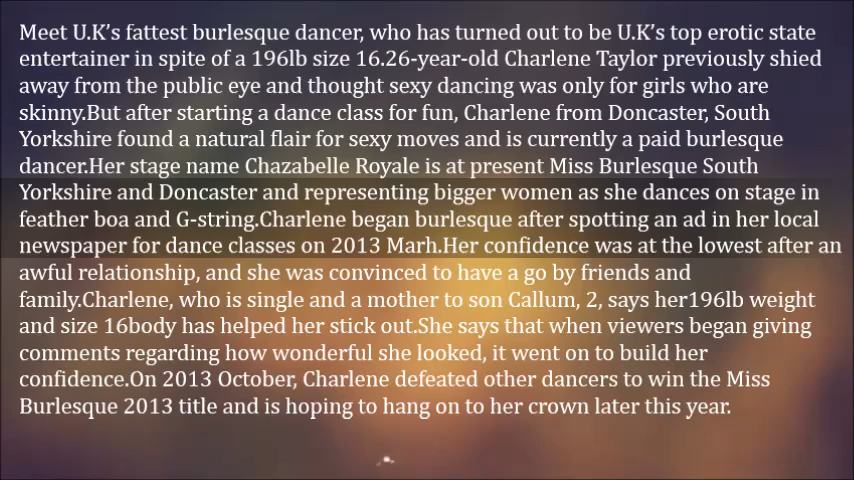 Meet U.K’s fattest burlesque dancer, who has turned out to be U.K’s top erotic state
entertainer in spite of a 196lb size 16.26-year-old Charlene Taylor previously shied
away from the public eye and thought sexy dancing was only for girls who are
skinny.But after starting a dance class for fun, Charlene from Doncaster, South
Yorkshire found a natural flair for sexy moves and is currently a paid burlesque
dancer.Her stage name Chazabelle Royale is at present Miss Burlesque South
Yorkshire and Doncaster and representing bigger women as she dances on stage in
feather boa and G-string.Charlene began burlesque after spotting an ad in her local
newspaper for dance classes on 2013 Marh.Her confidence was at the lowest after an
awful relationship, and she was convinced to have a go by friends and
family.Charlene, who is single and a mother to son Callum, 2, says her196lb weight
and size 16body has helped her stick out.She says that when viewers began giving
comments regarding how wonderful she looked, it went on to build her
confidence.On 2013 October, Charlene defeated other dancers to win the Miss
Burlesque 2013 title and is hoping to hang on to her crown later this year.